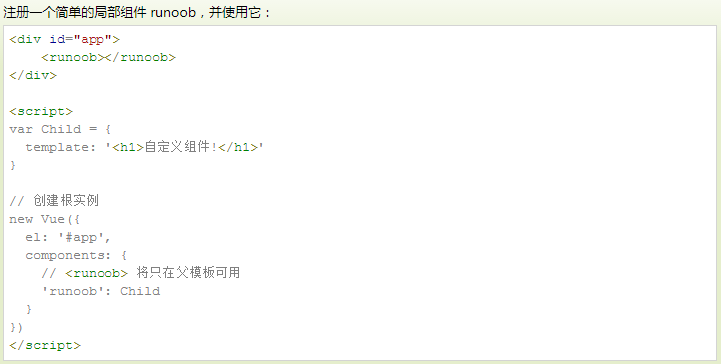 注册一个简单的局部组件 runoob，并使用它：
<div id="app">
    <runoob></runoob>
</div>

<script>
var Child = {
  template: '<h1>自定义组件!</h1>'
}

// 创建根实例
new Vue({
  el: '#app',
  components: {
    // <runoob> 将只在父模板可用
    'runoob': Child
  }
})
</script>